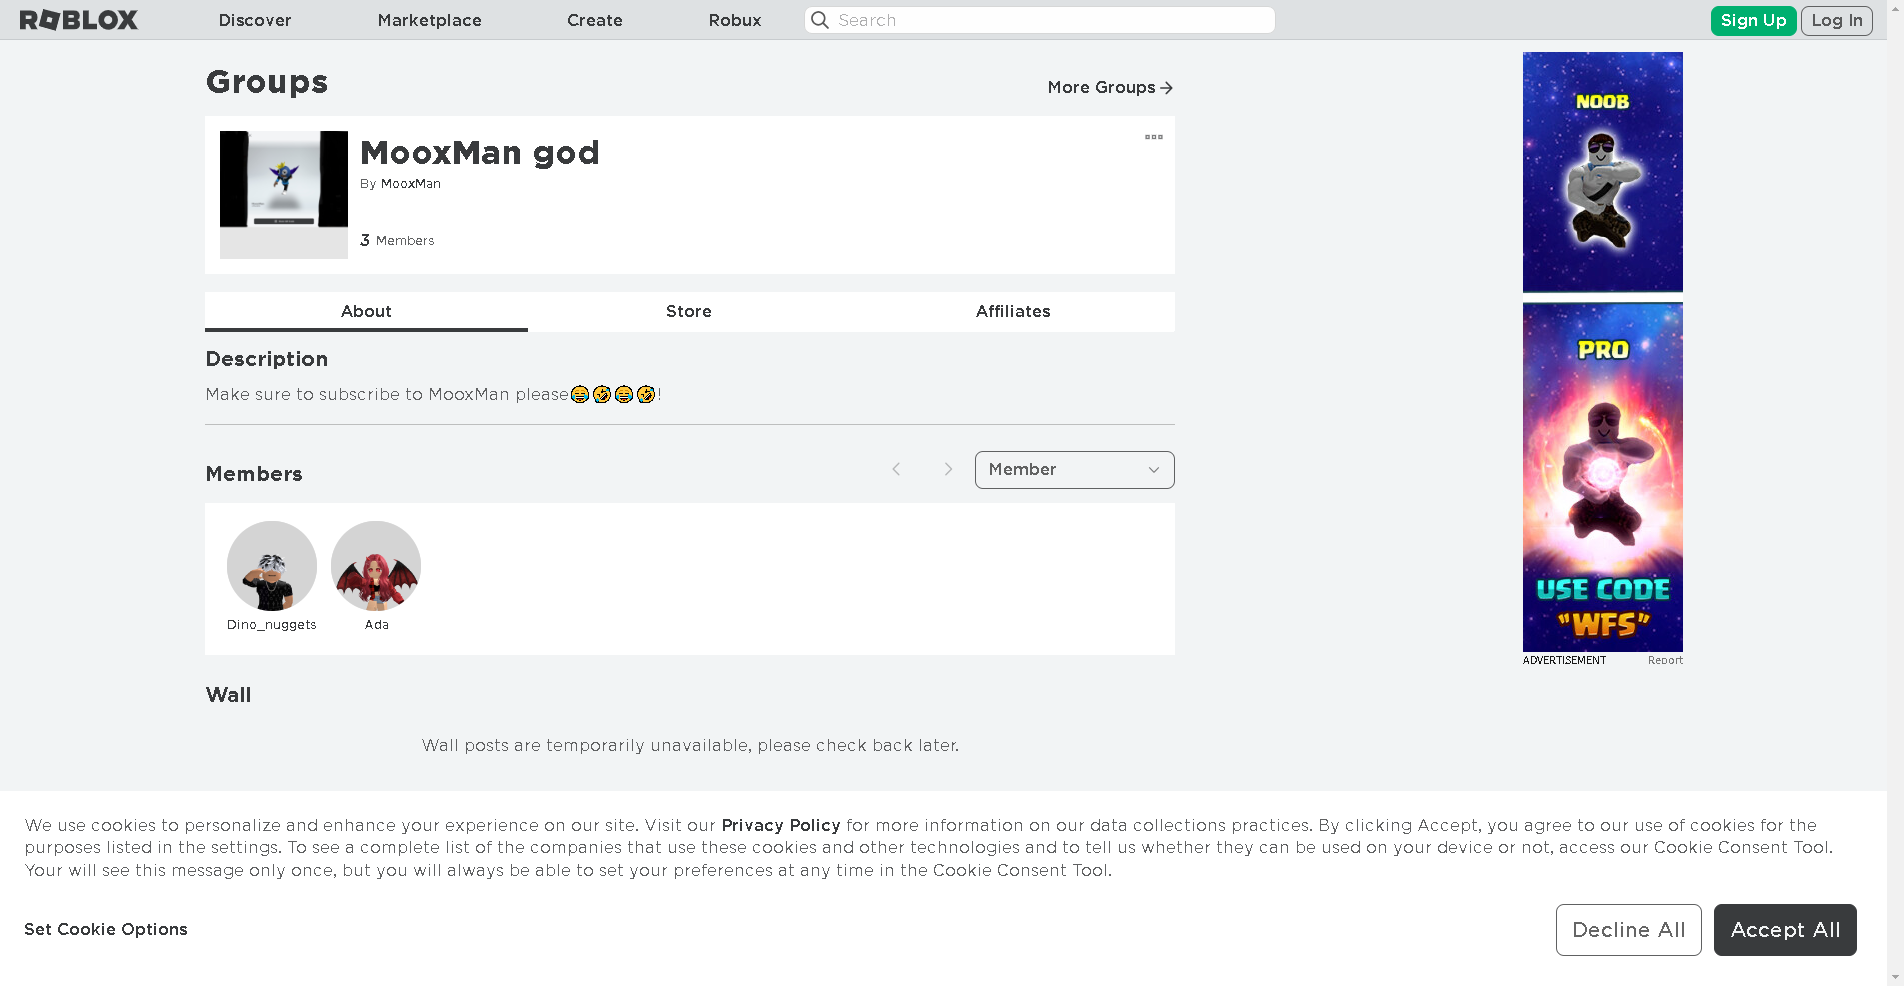 ROBLOX Discover Marketplace Create Robux Search Sign Up Log In
Groups
More Groups
MooxMan god
By MooxMan
3 Members
About Store Affiliates
Description
Make sure to subscribe to MooxMan please😂🤣😂🤣!
Members
Member
Dino_nuggets Ada
Wall
Wall posts are temporarily unavailable, please check back later.
NOOB
PRO
USE CODE
"WFS"
ADVERTISEMENT Report
We use cookies to personalize and enhance your experience on our site. Visit our Privacy Policy for more information on our data collections practices. By clicking Accept, you agree to our use of cookies for the
purposes listed in the settings. To see a complete list of the companies that use these cookies and other technologies and to tell us whether they can be used on your device or not, access our Cookie Consent Tool.
Your will see this message only once, but you will always be able to set your preferences at any time in the Cookie Consent Tool.
Set Cookie Options
Decline All
Accept All